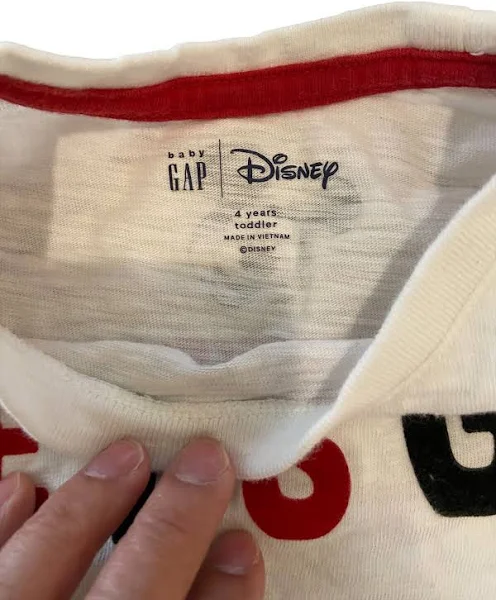 baby
GAP
Disney
4 years
toddler
MADE IN VIETNAM
©DISNEY
G